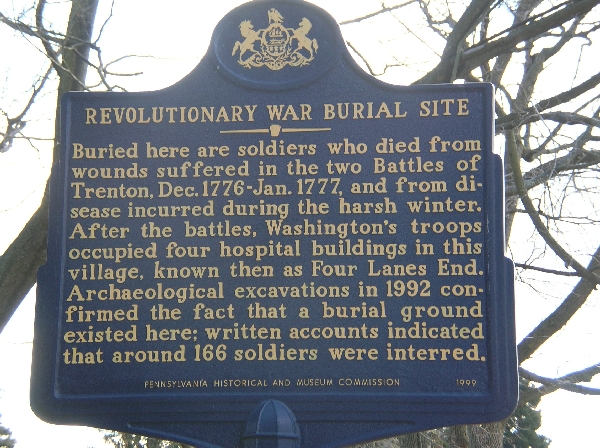 REVOLUTIONARY WAR BURIAL SITE
Buried here are soldiers who died from
wounds suffered in the two Battles of
Trenton, Dec. 1776-Jan. 1777, and from di-
sease incurred during the harsh winter.
After the battles, Washington's troops
occupied four hospital buildings in this
village, known then as Four Lanes End.
Archaeological excavations in 1992 con-
firmed the fact that a burial ground
existed here; written accounts indicated
that around 166 soldiers were interred.
PENNSYLVANIA HISTORICAL AND MUSEUM COMMISSION 1999